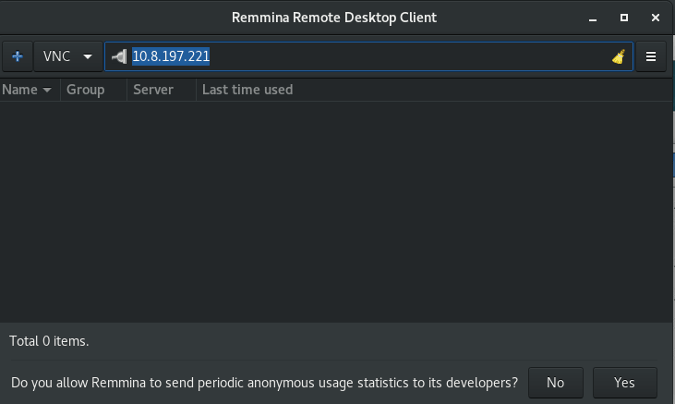 Remmina Remote Desktop Client
VNC 10.8.197.221
Name Group Server Last time used
Total 0 items.
Do you allow Remmina to send periodic anonymous usage statistics to its developers? No Yes